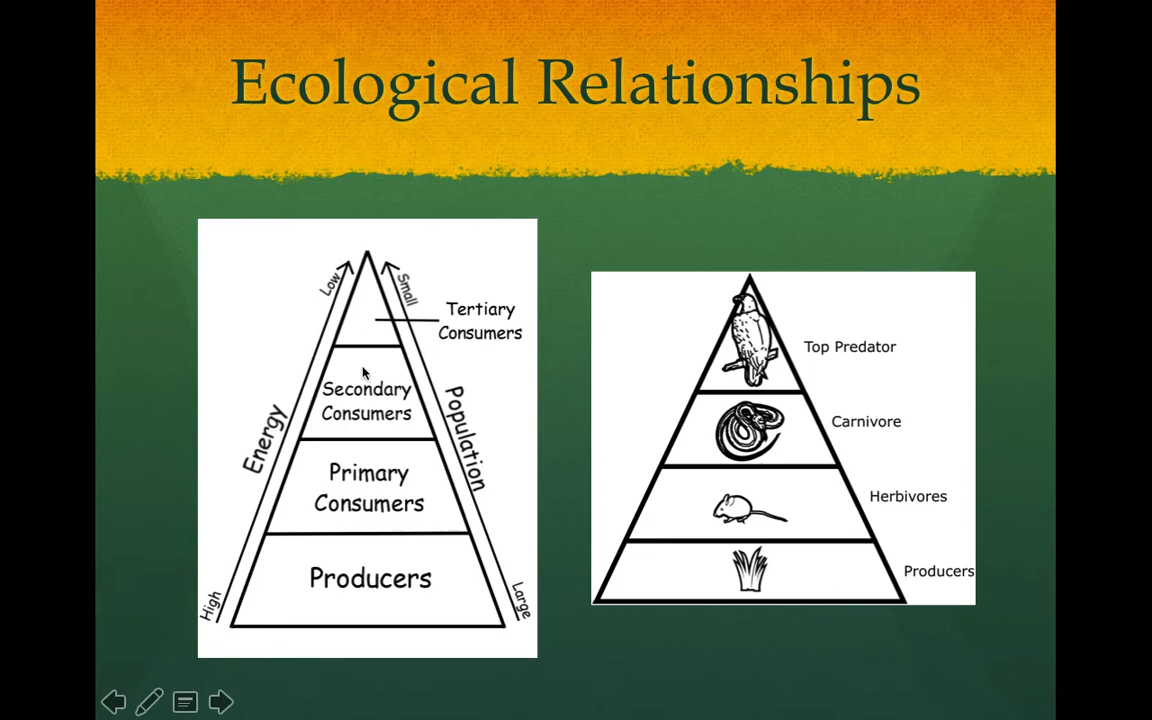 Ecological Relationships
Low
Small
Tertiary
Consumers
Secondary
Consumers
Energy
Population
Primary
Consumers
Producers
High
Large
Top Predator
Carnivore
Herbivores
Producers